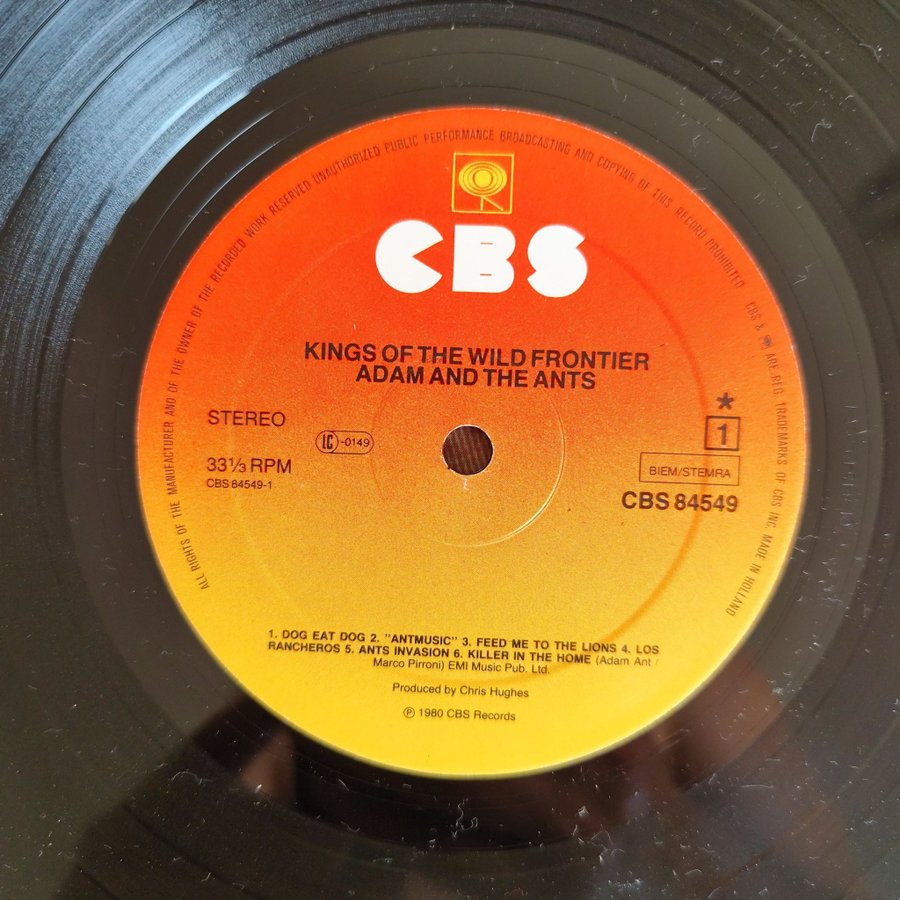 ALL RIGHTS OF THE MANUFACTURER AND OF THE OWNER OF THE RECORDED WORK RESERVED UNAUTHORIZED PUBLIC PERFORMANCE BROADCASTING AND COPYING OF THIS RECORD PROHIBITED
CBS & ARE REG. TRADEMARKS OF CBS INC. MADE IN HOLLAND
CBS
KINGS OF THE WILD FRONTIER
ADAM AND THE ANTS
STEREO
LC-0149
33⅓ RPM
CBS 84549-1
*
1
BIEM/STEMRA
CBS 84549
1. DOG EAT DOG 2. "ANTMUSIC" 3. FEED ME TO THE LIONS 4. LOS
RANCHEROS 5. ANTS INVASION 6. KILLER IN THE HOME (Adam Ant /
Marco Pirroni) EMI Music Pub. Ltd.
Produced by Chris Hughes
℗ 1980 CBS Records